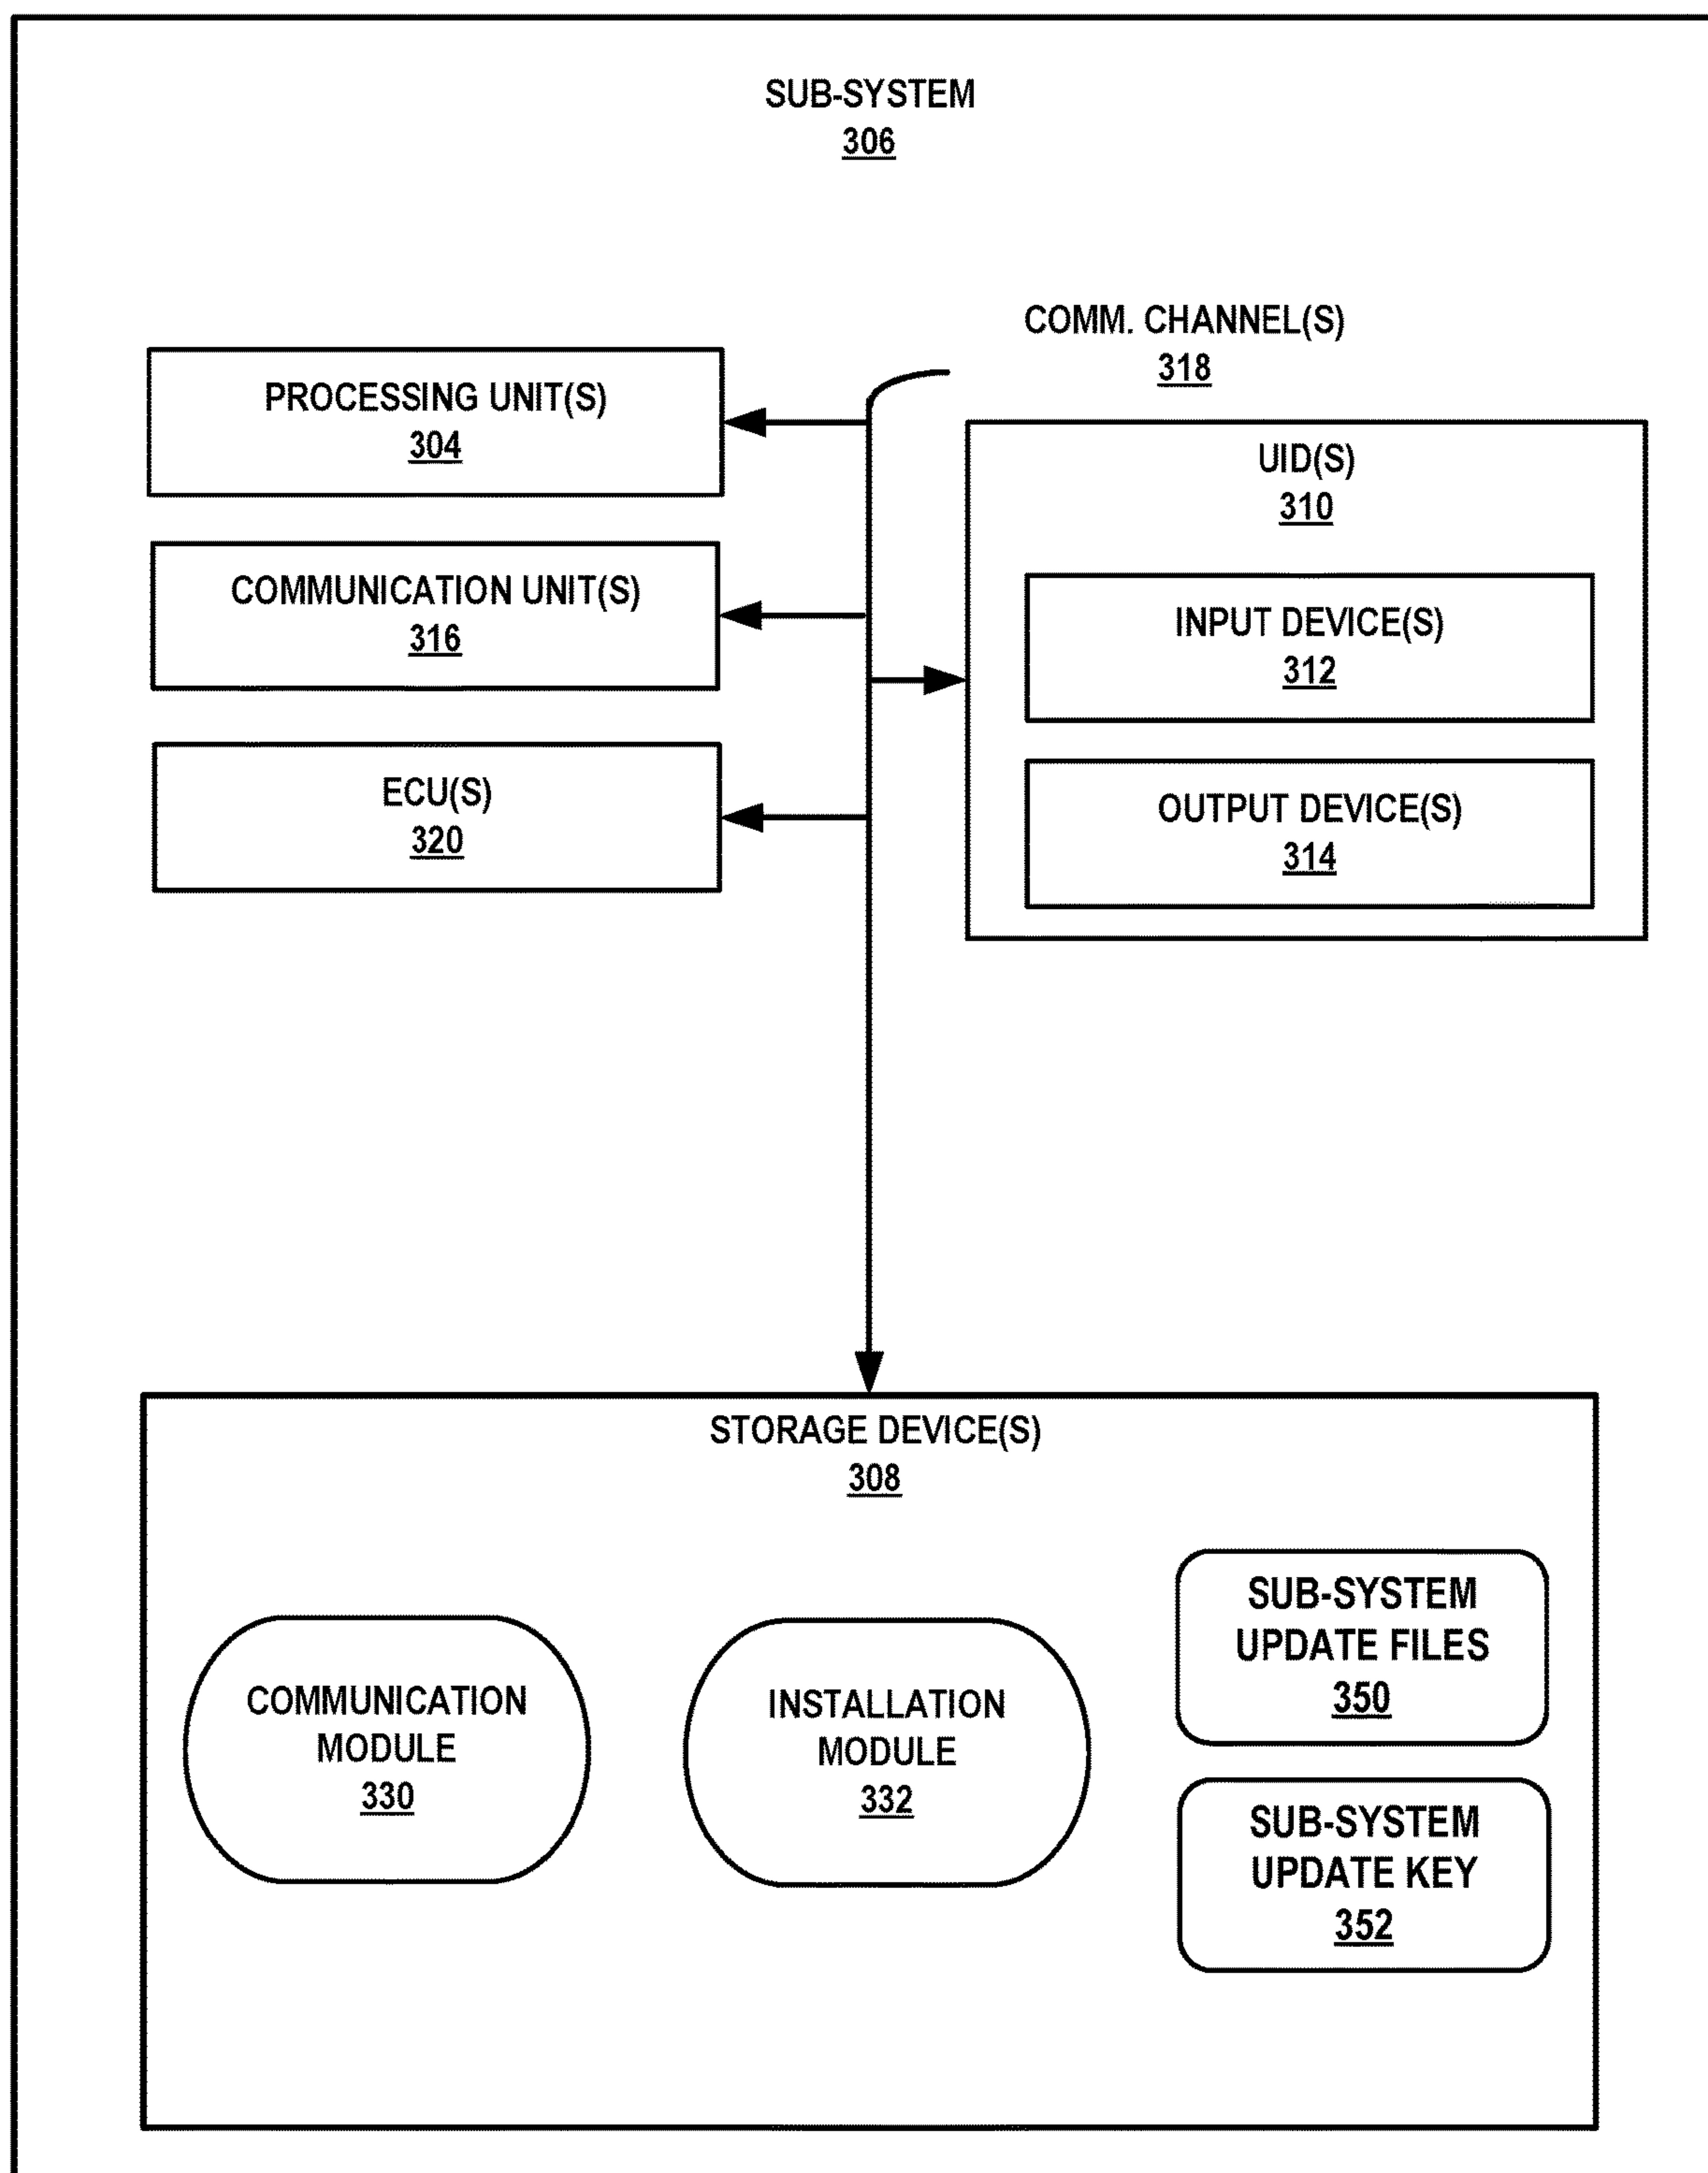 SUB-SYSTEM
306
COMM. CHANNEL(S)
318
PROCESSING UNIT(S)
304
COMMUNICATION UNIT(S)
316
ECU(S)
320
UID(S)
310
INPUT DEVICE(S)
312
OUTPUT DEVICE(S)
314
STORAGE DEVICE(S)
308
COMMUNICATION
MODULE
330
INSTALLATION
MODULE
332
SUB-SYSTEM
UPDATE FILES
350
SUB-SYSTEM
UPDATE KEY
352